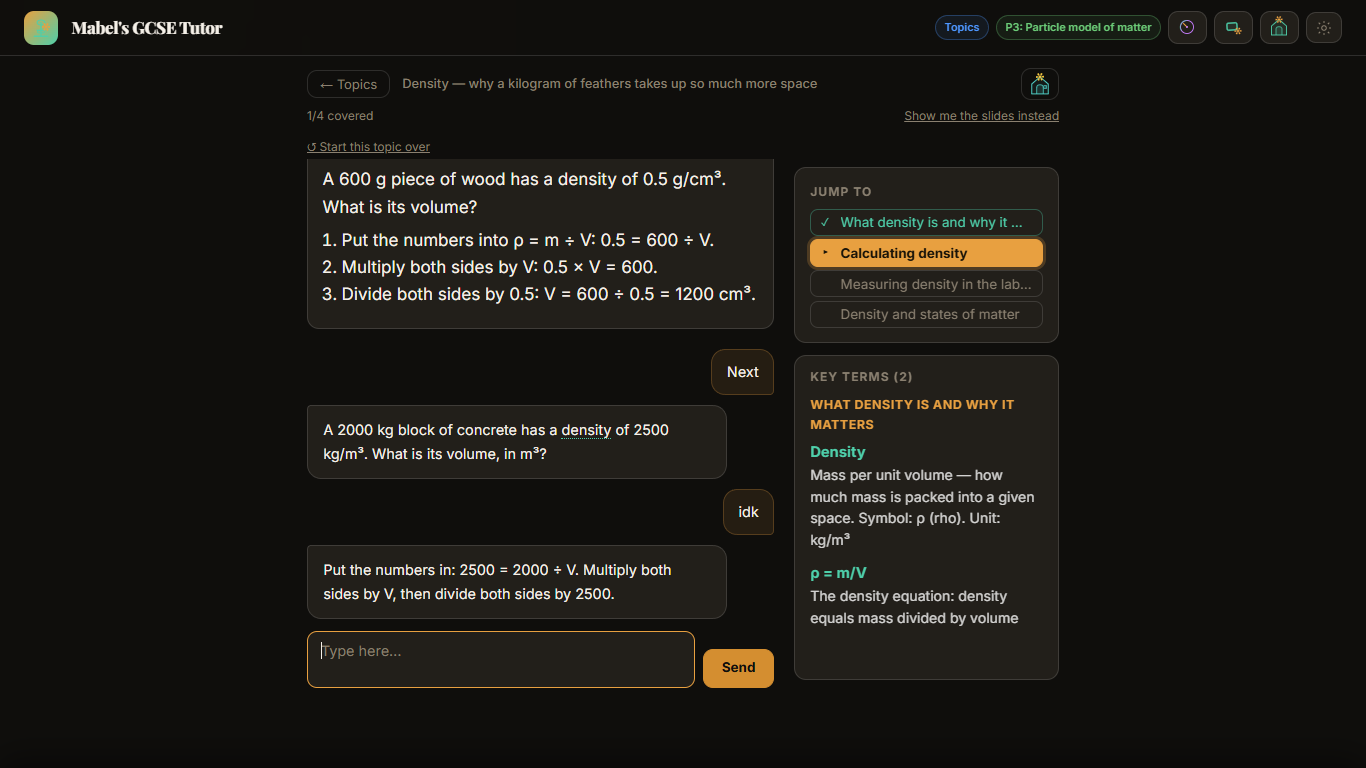 Mabel's GCSE Tutor
Topics
P3: Particle model of matter
← Topics
Density — why a kilogram of feathers takes up so much more space
1/4 covered
Show me the slides instead
↺ Start this topic over
A 600 g piece of wood has a density of 0.5 g/cm³.
What is its volume?
1. Put the numbers into ρ = m ÷ V: 0.5 = 600 ÷ V.
2. Multiply both sides by V: 0.5 × V = 600.
3. Divide both sides by 0.5: V = 600 ÷ 0.5 = 1200 cm³.
Next
A 2000 kg block of concrete has a density of 2500
kg/m³. What is its volume, in m³?
idk
Put the numbers in: 2500 = 2000 ÷ V. Multiply both
sides by V, then divide both sides by 2500.
Type here...
Send
JUMP TO
✓ What density is and why it ...
‣ Calculating density
Measuring density in the lab...
Density and states of matter
KEY TERMS (2)
WHAT DENSITY IS AND WHY IT
MATTERS
Density
Mass per unit volume — how
much mass is packed into a given
space. Symbol: ρ (rho). Unit:
kg/m³
ρ = m/V
The density equation: density
equals mass divided by volume